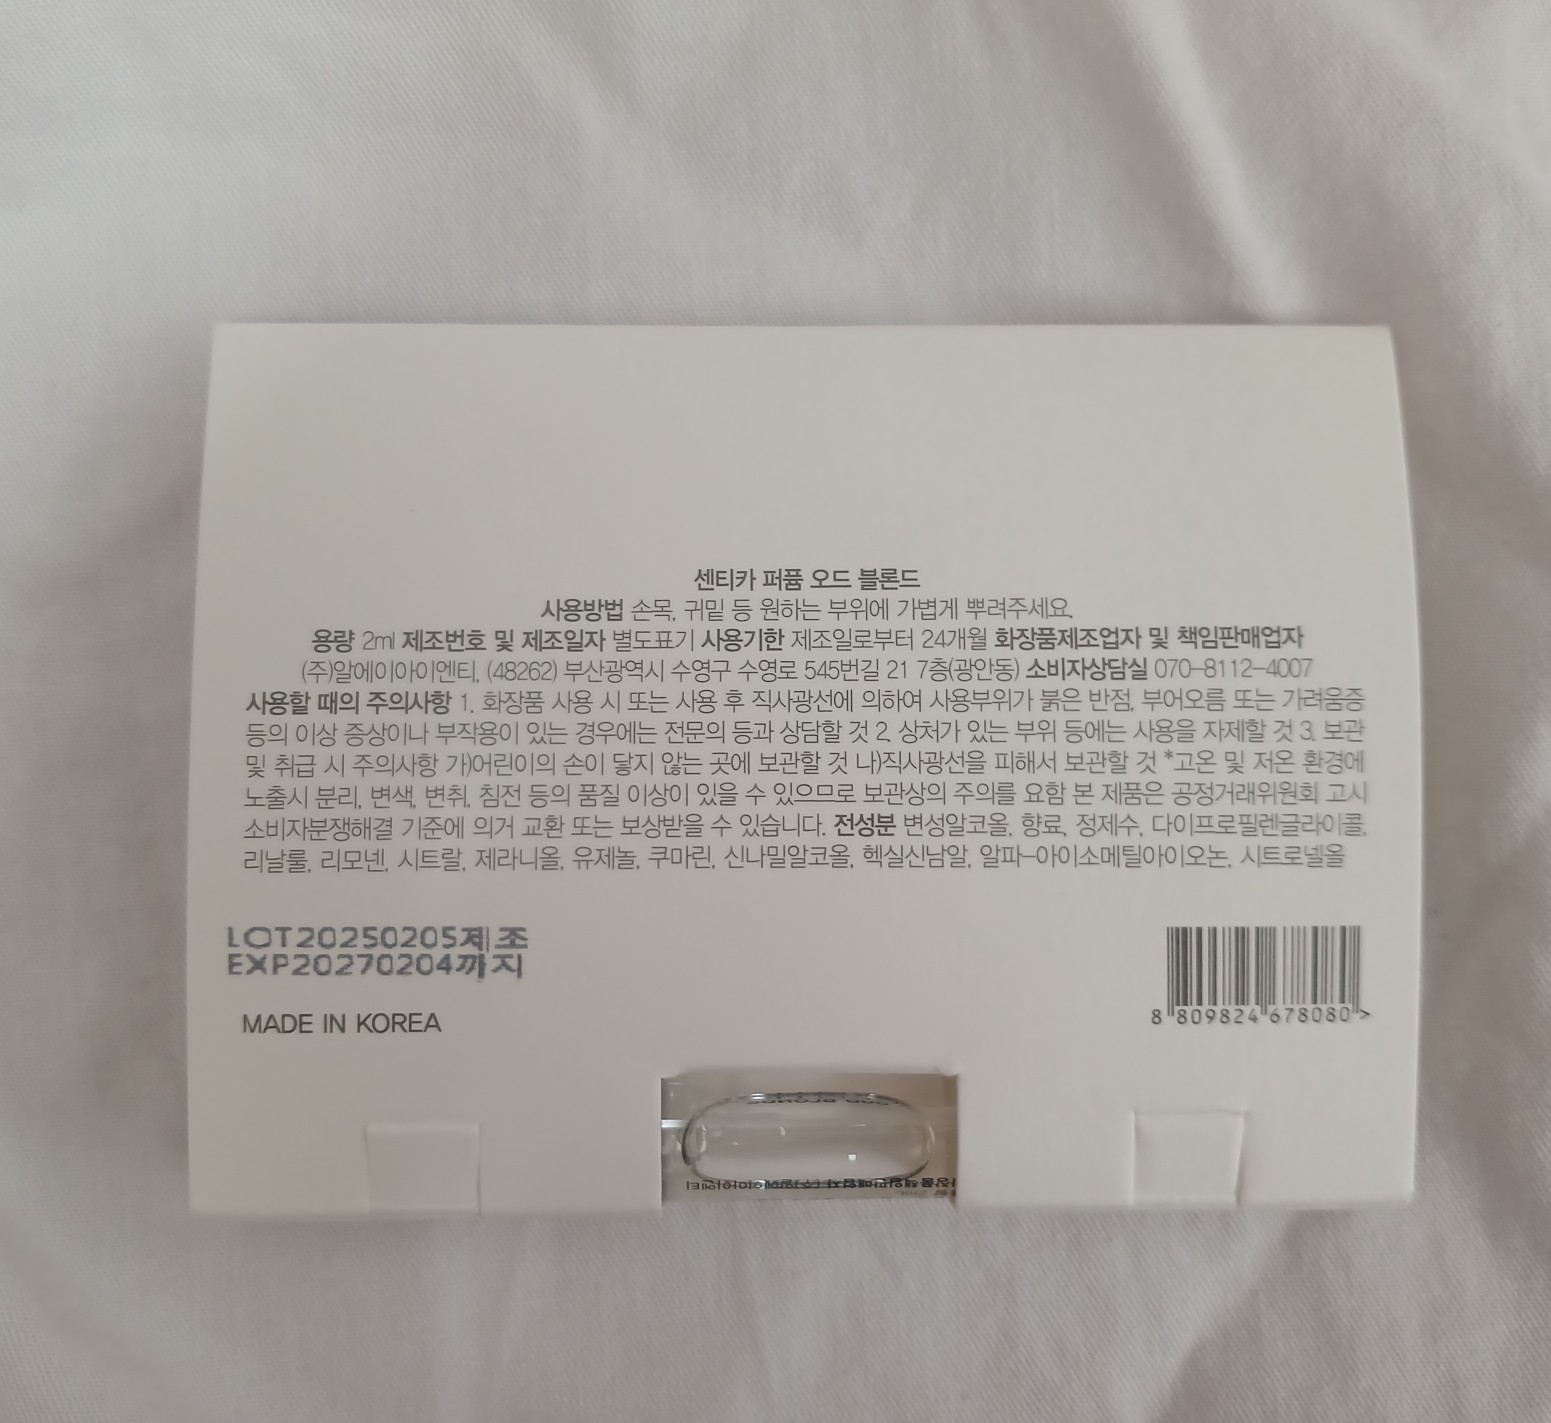 센티카 퍼퓸 오드 블론드
사용방법 손목, 귀밑 등 원하는 부위에 가볍게 뿌려주세요.
용량 2ml 제조번호 및 제조일자 별도표기 사용기한 제조일로부터 24개월 화장품제조업자 및 책임판매업자
(주)알에이아이엔티, (48262) 부산광역시 수영구 수영로 545번길 21 7층(광안동) 소비자상담실 070-8112-4007
사용할 때의 주의사항 1. 화장품 사용 시 또는 사용 후 직사광선에 의하여 사용부위가 붉은 반점, 부어오름 또는 가려움증
등의 이상 증상이나 부작용이 있는 경우에는 전문의 등과 상담할 것 2. 상처가 있는 부위 등에는 사용을 자제할 것 3. 보관
및 취급 시 주의사항 가)어린이의 손이 닿지 않는 곳에 보관할 것 나)직사광선을 피해서 보관할 것 *고온 및 저온 환경에
노출시 분리, 변색, 변취, 침전 등의 품질 이상이 있을 수 있으므로 보관상의 주의를 요함 본 제품은 공정거래위원회 고시
소비자분쟁해결 기준에 의거 교환 또는 보상받을 수 있습니다. 전성분 변성알코올, 향료, 정제수, 다이프로필렌글라이콜,
리날룰, 리모넨, 시트랄, 제라니올, 유제놀, 쿠마린, 신나밀알코올, 헥실신남알, 알파-아이소메틸아이오논, 시트로넬올
LOT20250205제조
EXP20270204까지
MADE IN KOREA
8 809824 678080 >